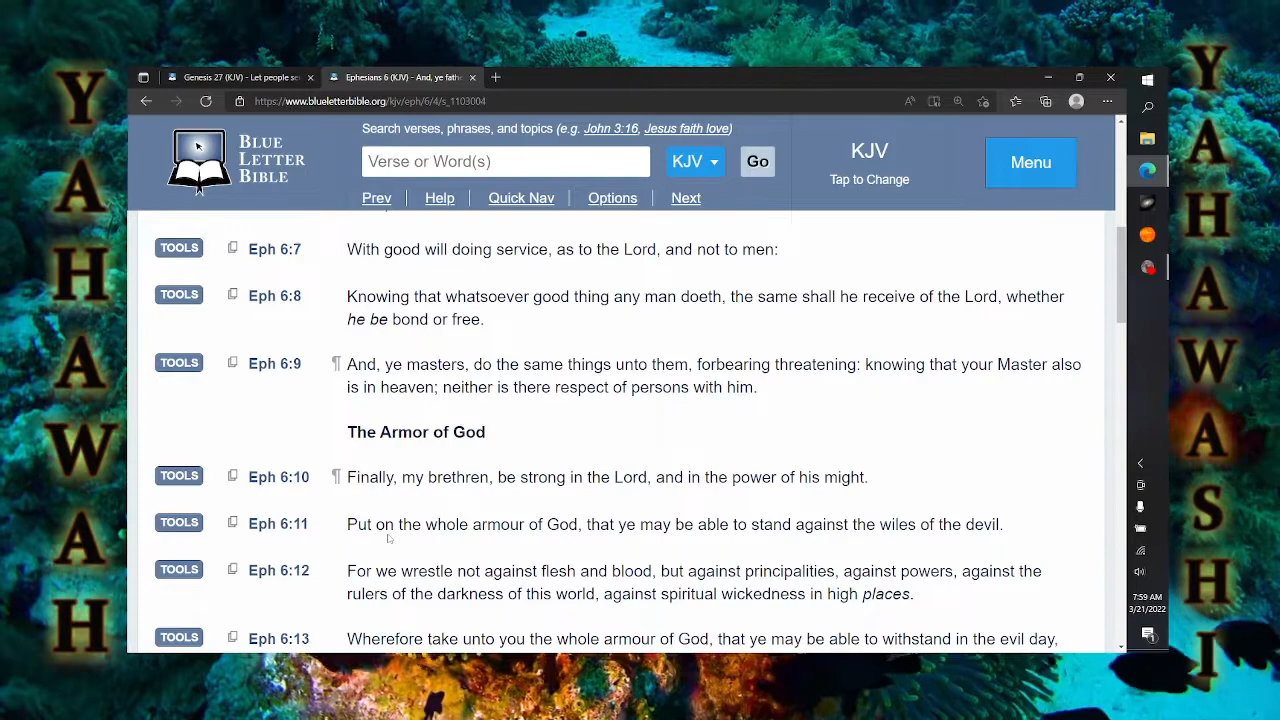 YAHAWAH
Genesis 27 (KJV) - Let people se
Ephesians 6 (KJV) - And, ye fath
https://www.blueletterbible.org/kjv/eph/6/4/s_1103004
BLUE
LETTER
BIBLE
Search verses, phrases, and topics (e.g. John 3:16, Jesus faith love)
Verse or Word(s)
KJV
Go
KJV
Tap to Change
Menu
Prev
Help
Quick Nav
Options
Next
TOOLS Eph 6:7 With good will doing service, as to the Lord, and not to men:
TOOLS Eph 6:8 Knowing that whatsoever good thing any man doeth, the same shall he receive of the Lord, whether
he be bond or free.
TOOLS Eph 6:9 ¶ And, ye masters, do the same things unto them, forbearing threatening: knowing that your Master also
is in heaven; neither is there respect of persons with him.
The Armor of God
TOOLS Eph 6:10 ¶ Finally, my brethren, be strong in the Lord, and in the power of his might.
TOOLS Eph 6:11 Put on the whole armour of God, that ye may be able to stand against the wiles of the devil.
TOOLS Eph 6:12 For we wrestle not against flesh and blood, but against principalities, against powers, against the
rulers of the darkness of this world, against spiritual wickedness in high places.
TOOLS Eph 6:13 Wherefore take unto you the whole armour of God, that ye may be able to withstand in the evil day,
7:59 AM
3/21/2022
1
YAHAWASHI